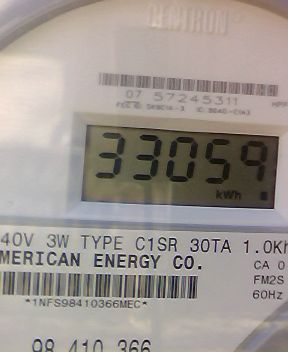 CENTRON
07 57245311
33059
kWh
40V 3W TYPE C1SR 30TA 1.0Kh
MERICAN ENERGY CO.
CA 0
FM2S
60Hz
*1NFS98410366MEC*
98 410 366